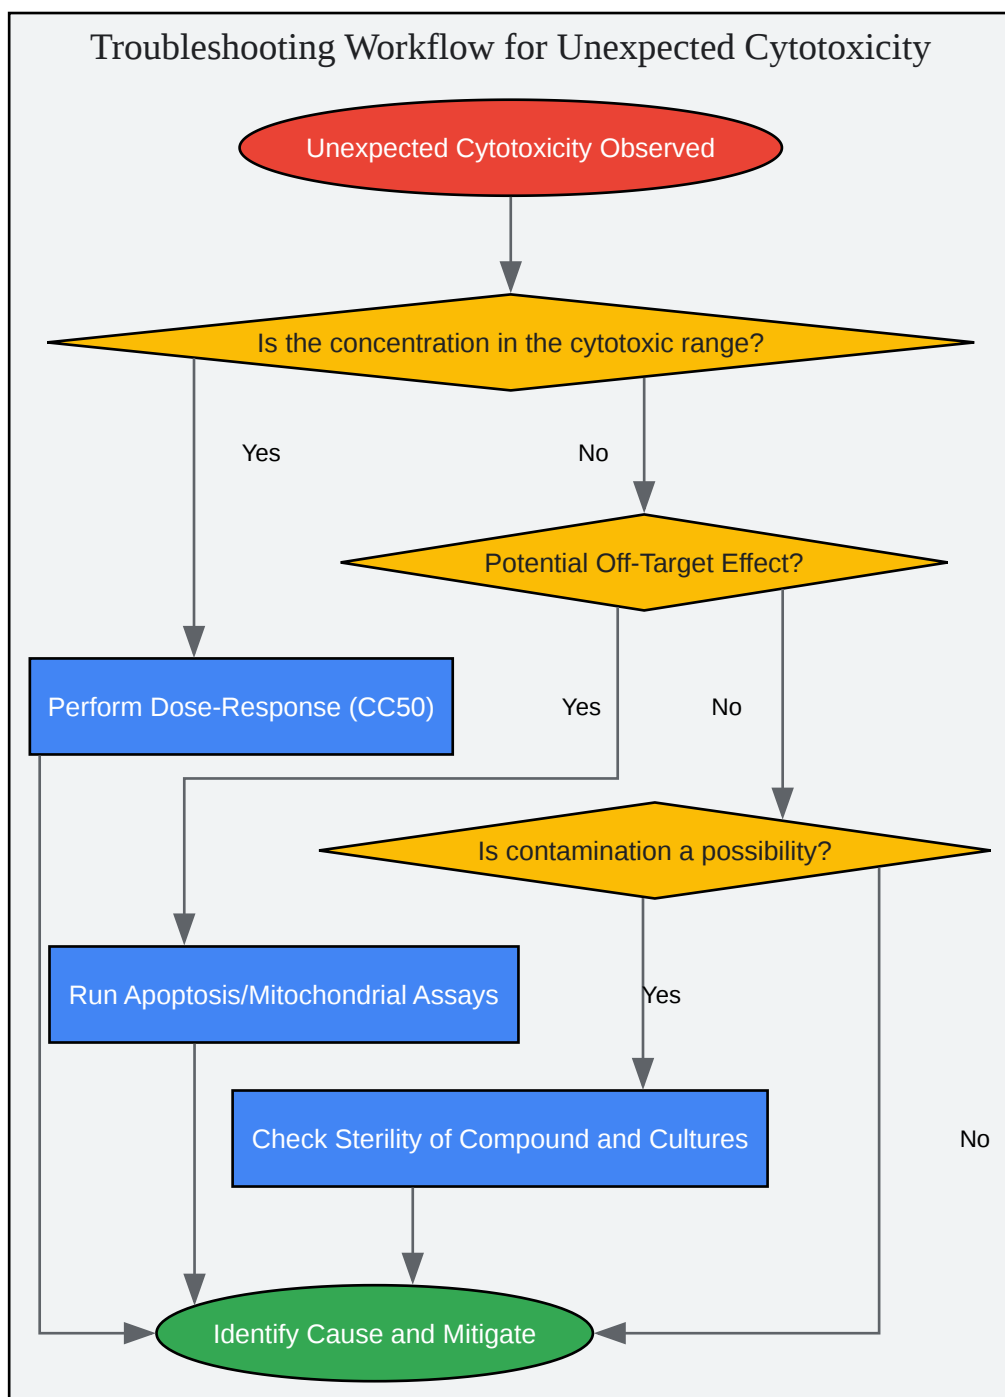 Troubleshooting Workflow for Unexpected Cytotoxicity
Unexpected Cytotoxicity Observed
Is the concentration in the cytotoxic range?
Yes
No
Potential Off-Target Effect?
Perform Dose-Response (CC50)
Yes
No
Is contamination a possibility?
Run Apoptosis/Mitochondrial Assays
Yes
Check Sterility of Compound and Cultures
No
Identify Cause and Mitigate